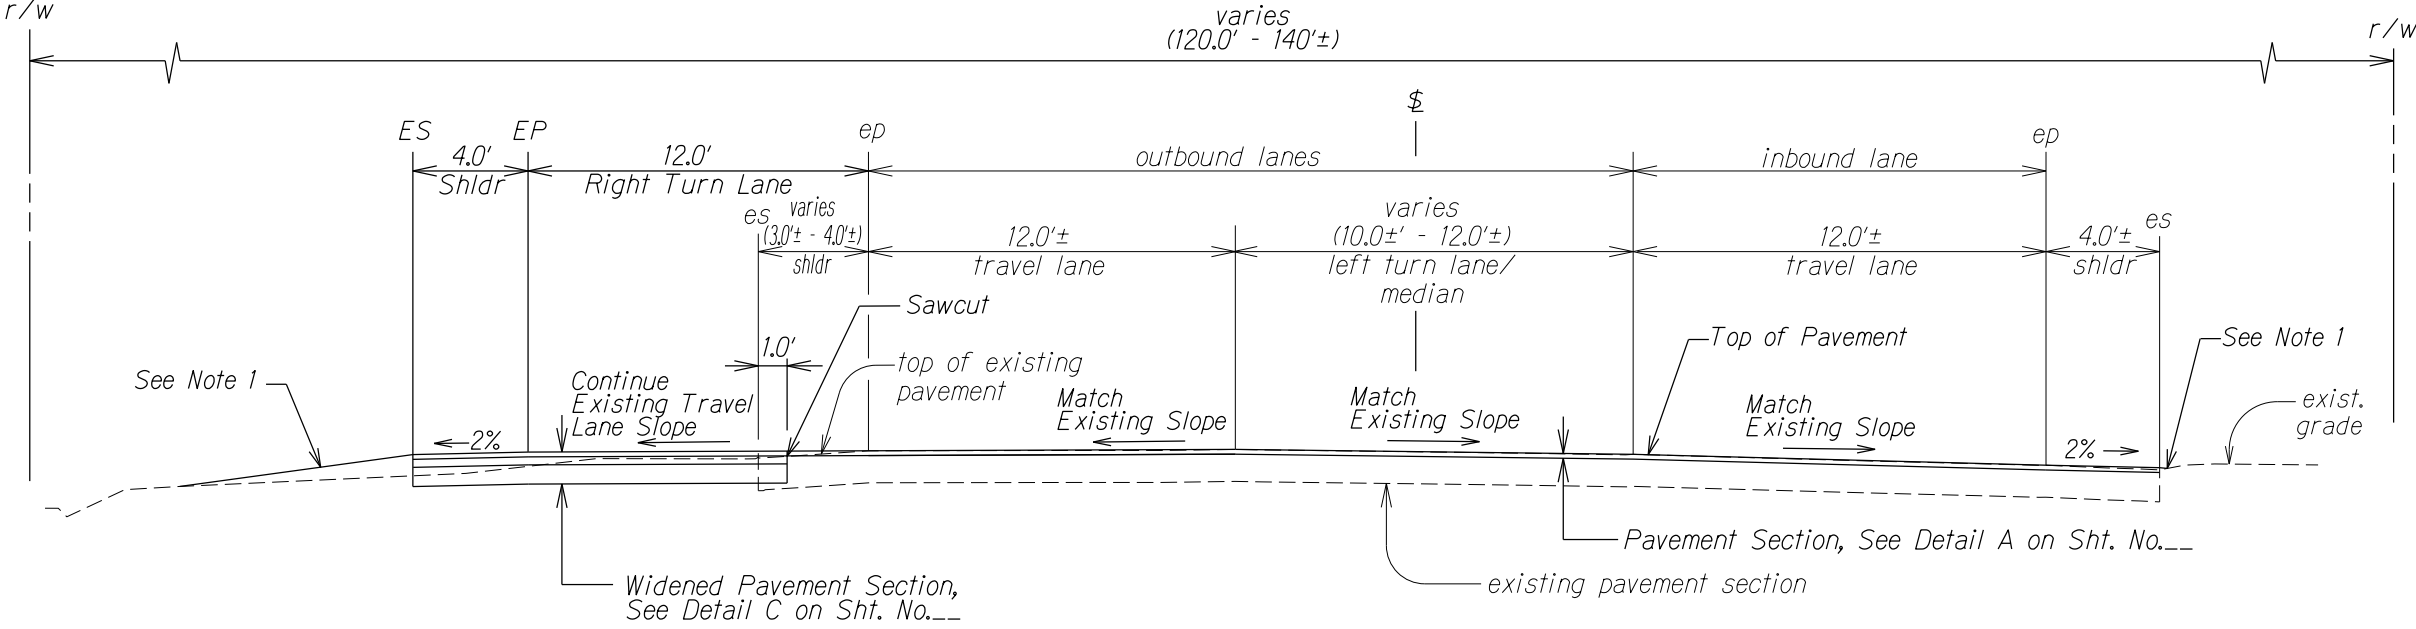 r/w
varies
(120.0' - 140'±)
r/w
ES
EP
ep
ep
4.0'
Shldr
12.0'
Right Turn Lane
outbound lanes
inbound lane
es
varies
(3.0'± - 4.0'±)
shldr
12.0'±
travel lane
varies
(10.0±' - 12.0'±)
left turn lane/
median
12.0'±
travel lane
4.0'±
shldr
es
Sawcut
1.0'
top of existing
pavement
Top of Pavement
See Note 1
See Note 1
Continue
Existing Travel
Lane Slope
Match
Existing Slope
Match
Existing Slope
Match
Existing Slope
exist.
grade
2%
2%
Pavement Section, See Detail A on Sht. No.__
existing pavement section
Widened Pavement Section,
See Detail C on Sht. No.__